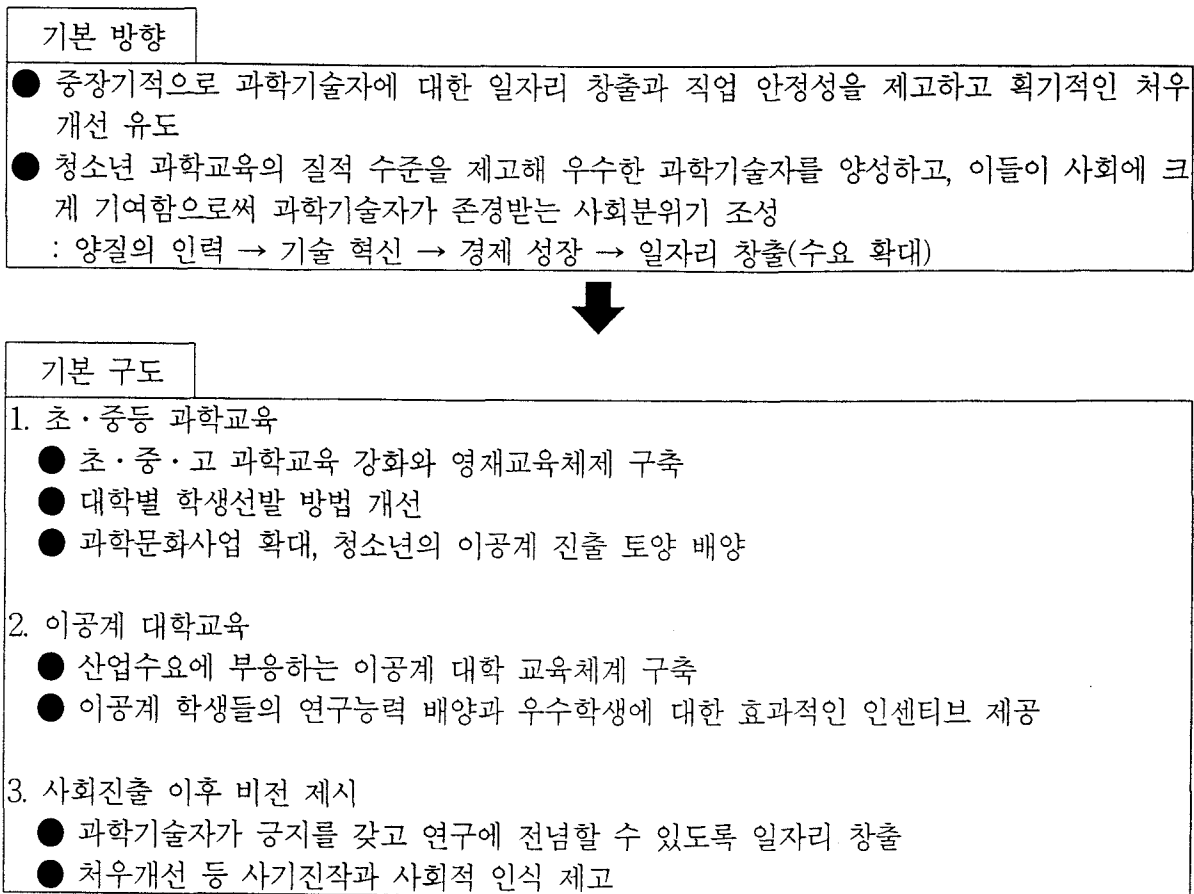 기본 방향
● 중장기적으로 과학기술자에 대한 일자리 창출과 직업 안정성을 제고하고 획기적인 처우
개선 유도
● 청소년 과학교육의 질적 수준을 제고해 우수한 과학기술자를 양성하고, 이들이 사회에 크
게 기여함으로써 과학기술자가 존경받는 사회분위기 조성
: 양질의 인력 → 기술 혁신 → 경제 성장 → 일자리 창출(수요 확대)
기본 구도
1. 초·중등 과학교육
● 초·중·고 과학교육 강화와 영재교육체제 구축
● 대학별 학생선발 방법 개선
● 과학문화사업 확대, 청소년의 이공계 진출 토양 배양
2. 이공계 대학교육
● 산업수요에 부응하는 이공계 대학 교육체계 구축
● 이공계 학생들의 연구능력 배양과 우수학생에 대한 효과적인 인센티브 제공
3. 사회진출 이후 비전 제시
● 과학기술자가 긍지를 갖고 연구에 전념할 수 있도록 일자리 창출
● 처우개선 등 사기진작과 사회적 인식 제고